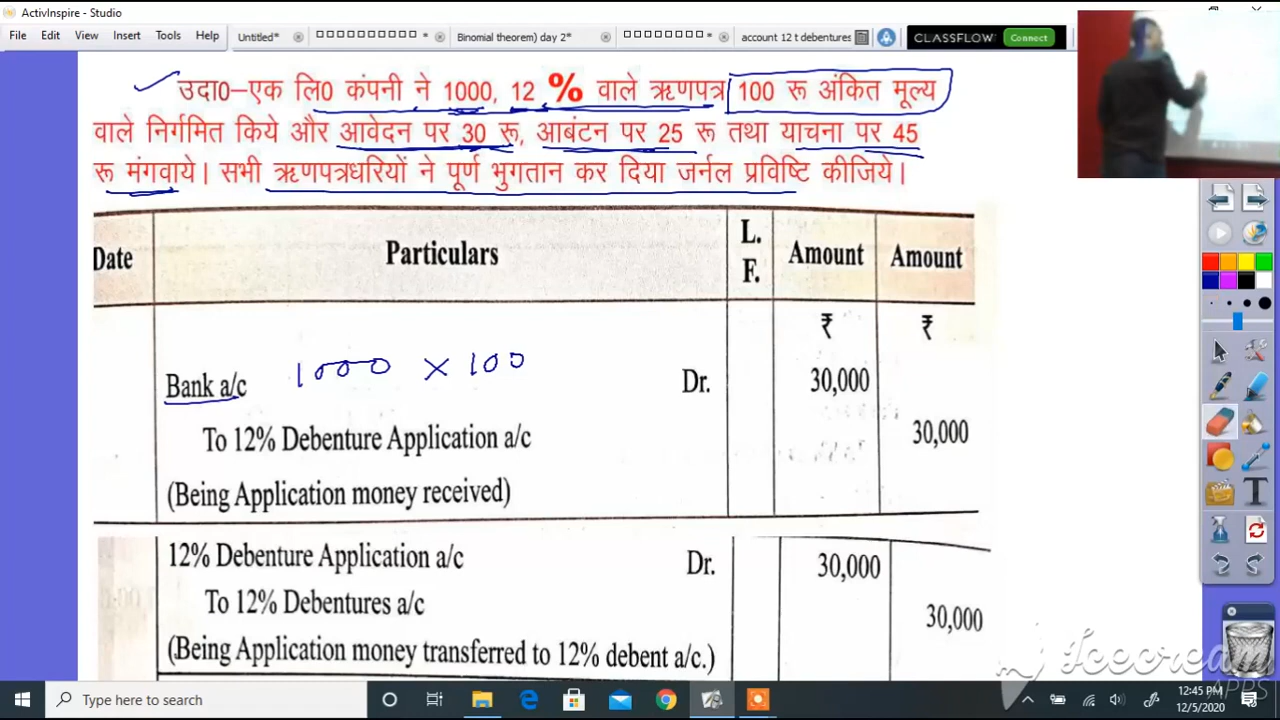 ActivInspire - Studio
File Edit View Insert Tools Help Untitled* □□□□□□□□□□ * Binomial theorem) day 2* □□□□□□□□ * account 12 t debentures CLASSFLOW Connect
उदा0-एक लि0 कंपनी ने 1000, 12 % वाले ऋणपत्र 100 रू अंकित मूल्य
वाले निर्गमित किये और आवेदन पर 30 रू, आबंटन पर 25 रू तथा याचना पर 45
रू मंगवाये। सभी ऋणपत्रधरियों ने पूर्ण भुगतान कर दिया जर्नल प्रविष्टि कीजिये।
Date Particulars L. F. Amount Amount
₹ ₹
Bank a/c 1000 × 100 Dr. 30,000
To 12% Debenture Application a/c 30,000
(Being Application money received)
12% Debenture Application a/c Dr. 30,000
To 12% Debentures a/c 30,000
(Being Application money transferred to 12% debent a/c.)
Icecream
APPS
Type here to search
12:45 PM
12/5/2020